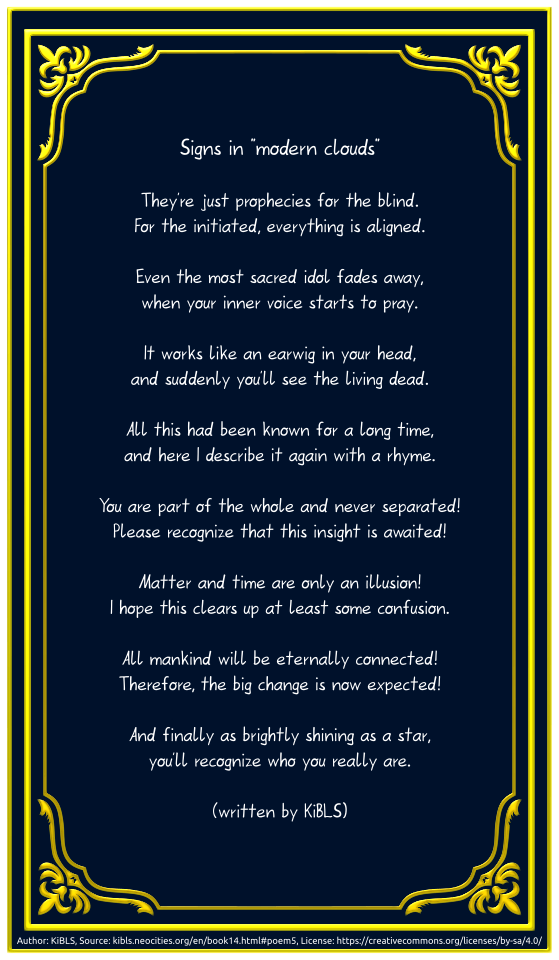 Signs in "modern clouds"
They're just prophecies for the blind.
For the initiated, everything is aligned.
Even the most sacred idol fades away,
when your inner voice starts to pray.
It works like an earwig in your head,
and suddenly you'll see the living dead.
All this had been known for a long time,
and here I describe it again with a rhyme.
You are part of the whole and never separated!
Please recognize that this insight is awaited!
Matter and time are only an illusion!
I hope this clears up at least some confusion.
All mankind will be eternally connected!
Therefore, the big change is now expected!
And finally as brightly shining as a star,
you'll recognize who you really are.
(written by KiBLS)
Author: KiBLS, Source: kibls.neocities.org/en/book14.html#poem5, License: https://creativecommons.org/licenses/by-sa/4.0/